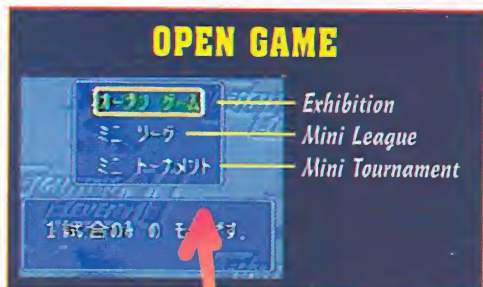 OPEN GAME
オープン ゲーム
Exhibition
ミニ リーグ
Mini League
ミニ トーナメント
Mini Tournament
1試合のみ の